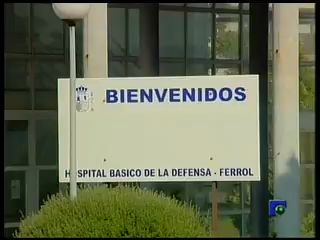 BIENVENIDOS
HOSPITAL BASICO DE LA DEFENSA - FERROL